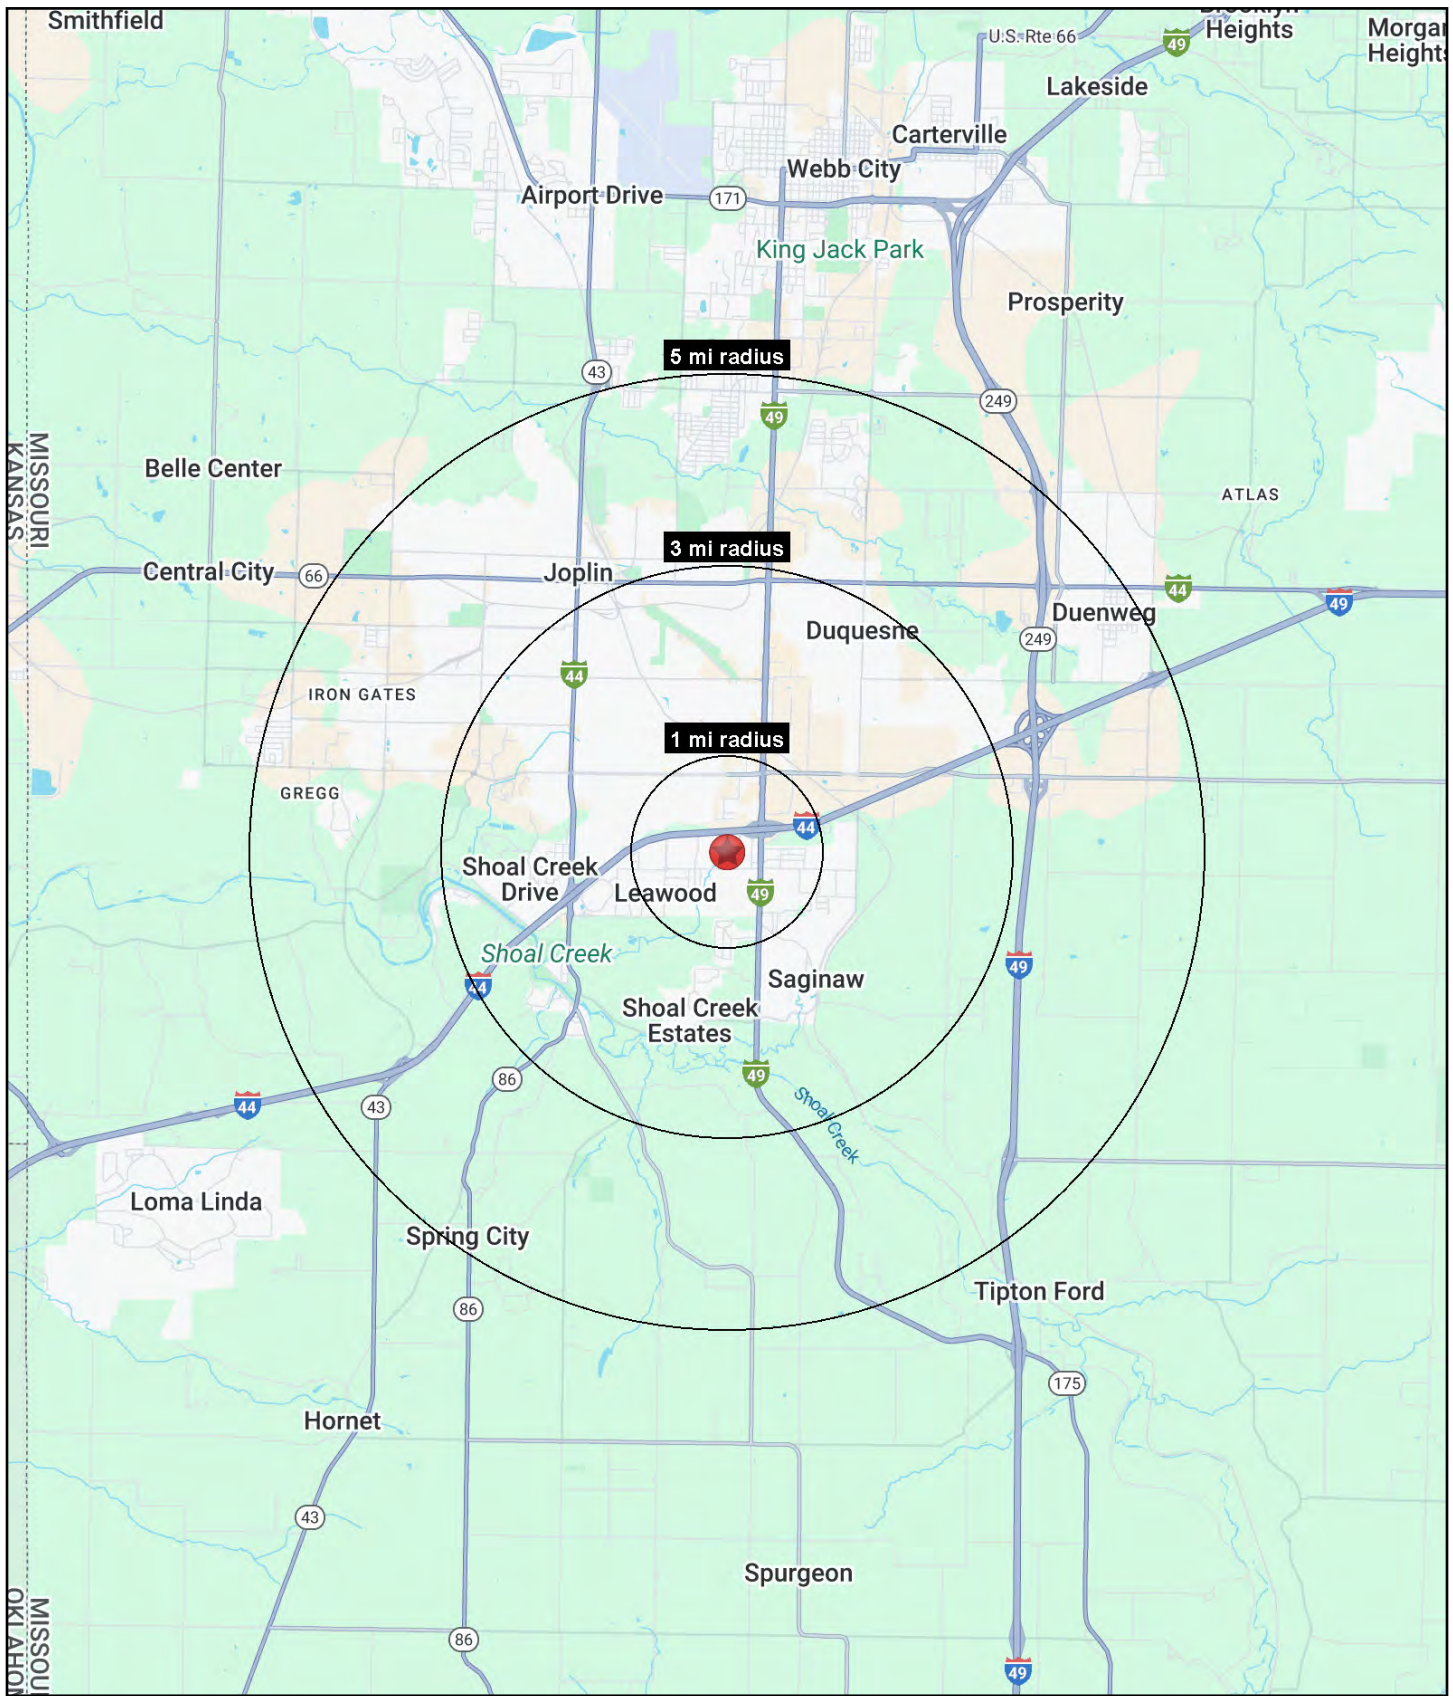 Smithfield
U.S. Rte 66
49
Brooklyn
Heights
Lakeside
Carterville
Webb City
Airport Drive
171
King Jack Park
Prosperity
5 mi radius
43
249
49
MISSOURI
KANSAS
Belle Center
ATLAS
3 mi radius
Central City
66
Joplin
44
49
Duenweg
Duquesne
249
44
IRON GATES
1 mi radius
GREGG
44
Shoal Creek
Drive
Leawood
49
Shoal Creek
44
49
Saginaw
Shoal Creek
Estates
49
86
44
43
Shoal Creek
Loma Linda
Spring City
86
Tipton Ford
175
Hornet
43
Spurgeon
86
49